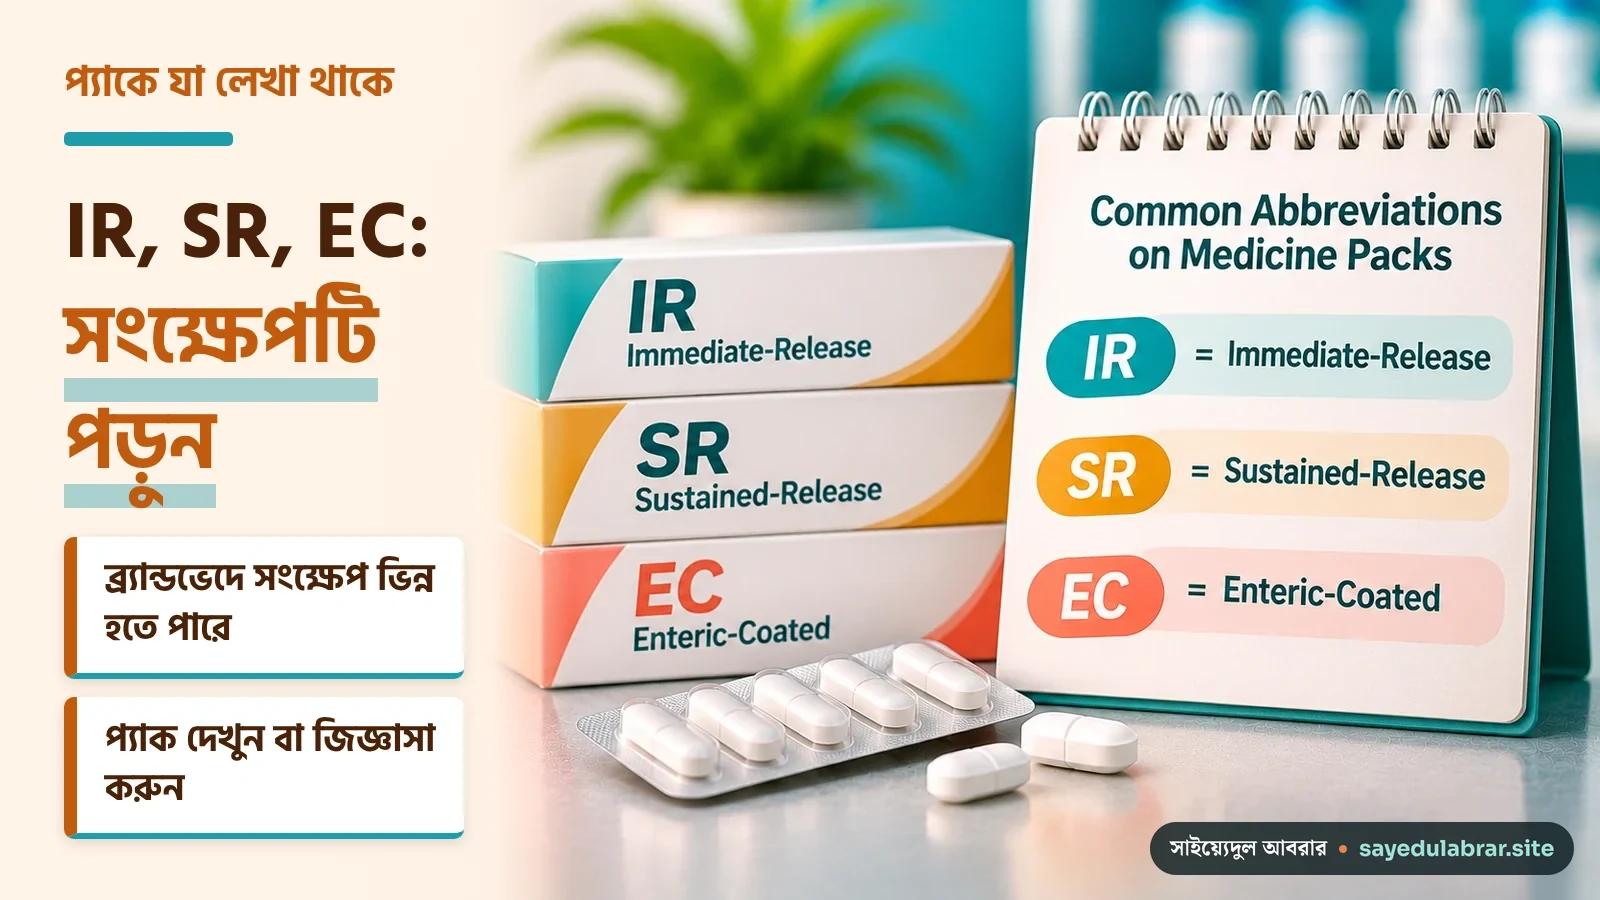 প্যাকে যা লেখা থাকে
IR, SR, EC:
সংক্ষেপটি
পড়ুন
ব্র্যান্ডভেদে সংক্ষেপ ভিন্ন
হতে পারে
প্যাক দেখুন বা জিজ্ঞাসা
করুন
IR
Immediate-Release
SR
Sustained-Release
EC
Enteric-Coated
Common Abbreviations
on Medicine Packs
IR = Immediate-Release
SR = Sustained-Release
EC = Enteric-Coated
সাইয়্যেদুল আবরার • sayedulabrar.site